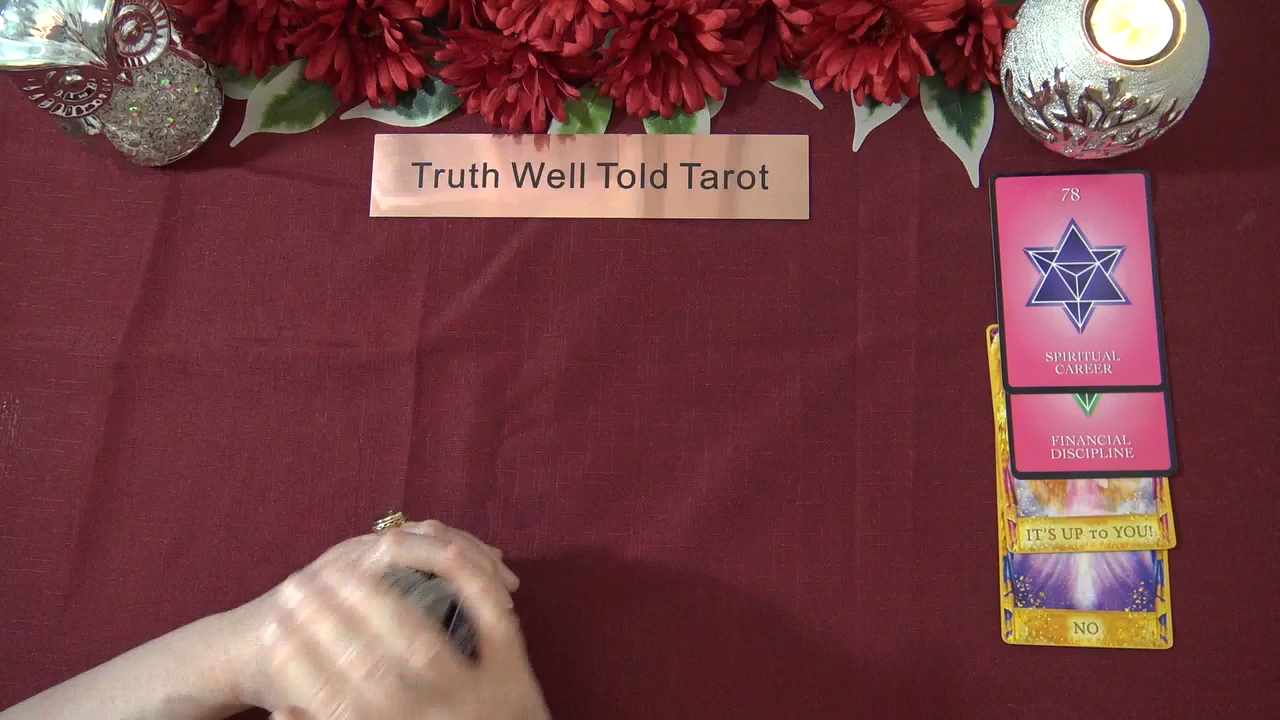 Truth Well Told Tarot
78
SPIRITUAL
CAREER
FINANCIAL
DISCIPLINE
IT'S UP TO YOU!
NO